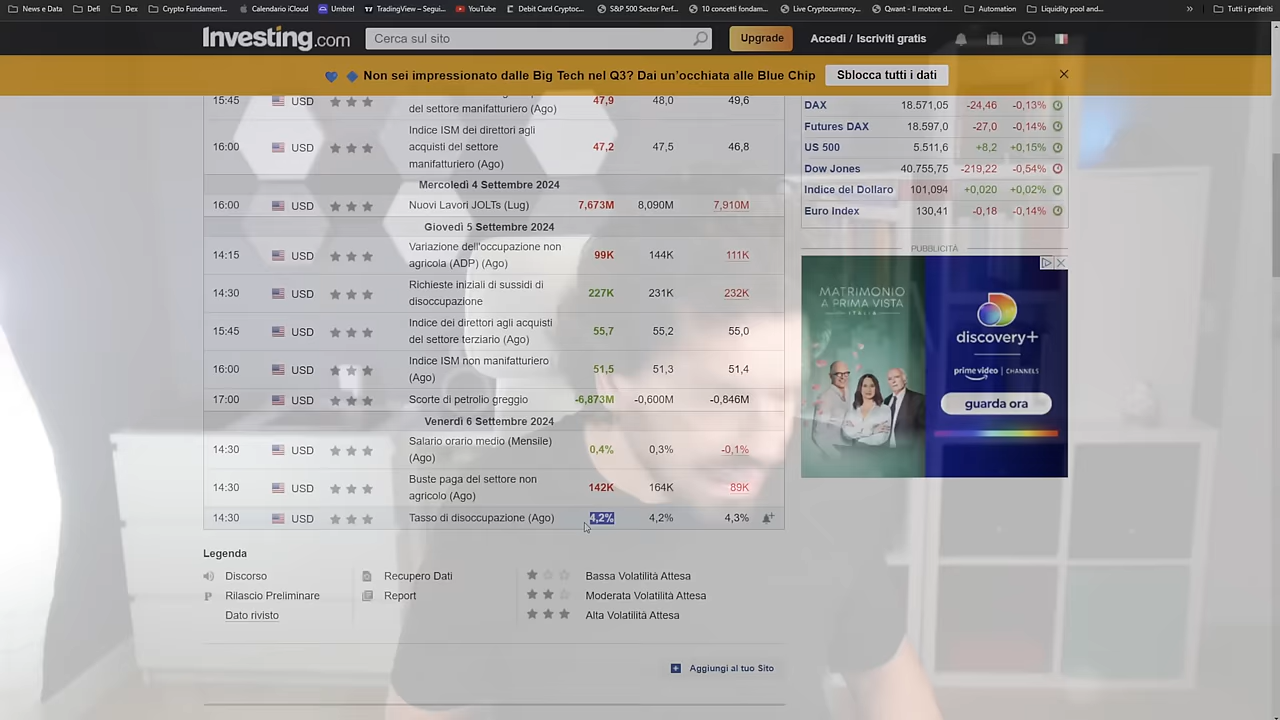 News e Data
Defi
Dex
Crypto Fundament...
Calendario iCloud
Umbrel
TradingView – Segui...
YouTube
Debit Card Cryptoc...
S&P 500 Sector Perf...
10 concetti fondam...
Live Cryptocurrency...
Qwant - Il motore d...
Automation
Liquidity pool and...
»
Tutti i preferiti
Investing.com
Cerca sul sito
Upgrade
Accedi / Iscriviti gratis
Non sei impressionato dalle Big Tech nel Q3? Dai un'occhiata alle Blue Chip
Sblocca tutti i dati
15:45 USD del settore manifatturiero (Ago) 47,9 48,0 49,6
Indice ISM dei direttori agli
16:00 USD acquisti del settore 47,2 47,5 46,8
manifatturiero (Ago)
Mercoledì 4 Settembre 2024
16:00 USD Nuovi Lavori JOLTs (Lug) 7,673M 8,090M 7,910M
Giovedì 5 Settembre 2024
14:15 USD Variazione dell'occupazione non 99K 144K 111K
agricola (ADP) (Ago)
14:30 USD Richieste iniziali di sussidi di 227K 231K 232K
disoccupazione
15:45 USD Indice dei direttori agli acquisti 55,7 55,2 55,0
del settore terziario (Ago)
16:00 USD Indice ISM non manifatturiero 51,5 51,3 51,4
(Ago)
17:00 USD Scorte di petrolio greggio -6,873M -0,600M -0,846M
Venerdì 6 Settembre 2024
14:30 USD Salario orario medio (Mensile) 0,4% 0,3% -0,1%
(Ago)
14:30 USD Buste paga del settore non 142K 164K 89K
agricolo (Ago)
14:30 USD Tasso di disoccupazione (Ago) 4,2% 4,2% 4,3%
Legenda
Discorso
Recupero Dati
Bassa Volatilità Attesa
P Rilascio Preliminare
Report
Moderata Volatilità Attesa
Dato rivisto
Alta Volatilità Attesa
Aggiungi al tuo Sito
DAX 18.571,05 -24,46 -0,13%
Futures DAX 18.597,0 -27,0 -0,14%
US 500 5.511,6 +8,2 +0,15%
Dow Jones 40.755,75 -219,22 -0,54%
Indice del Dollaro 101,094 +0,020 +0,02%
Euro Index 130,41 -0,18 -0,14%
PUBBLICITÀ
MATRIMONIO
A PRIMA VISTA
ITALIA
discovery+
prime video | CHANNELS
guarda ora